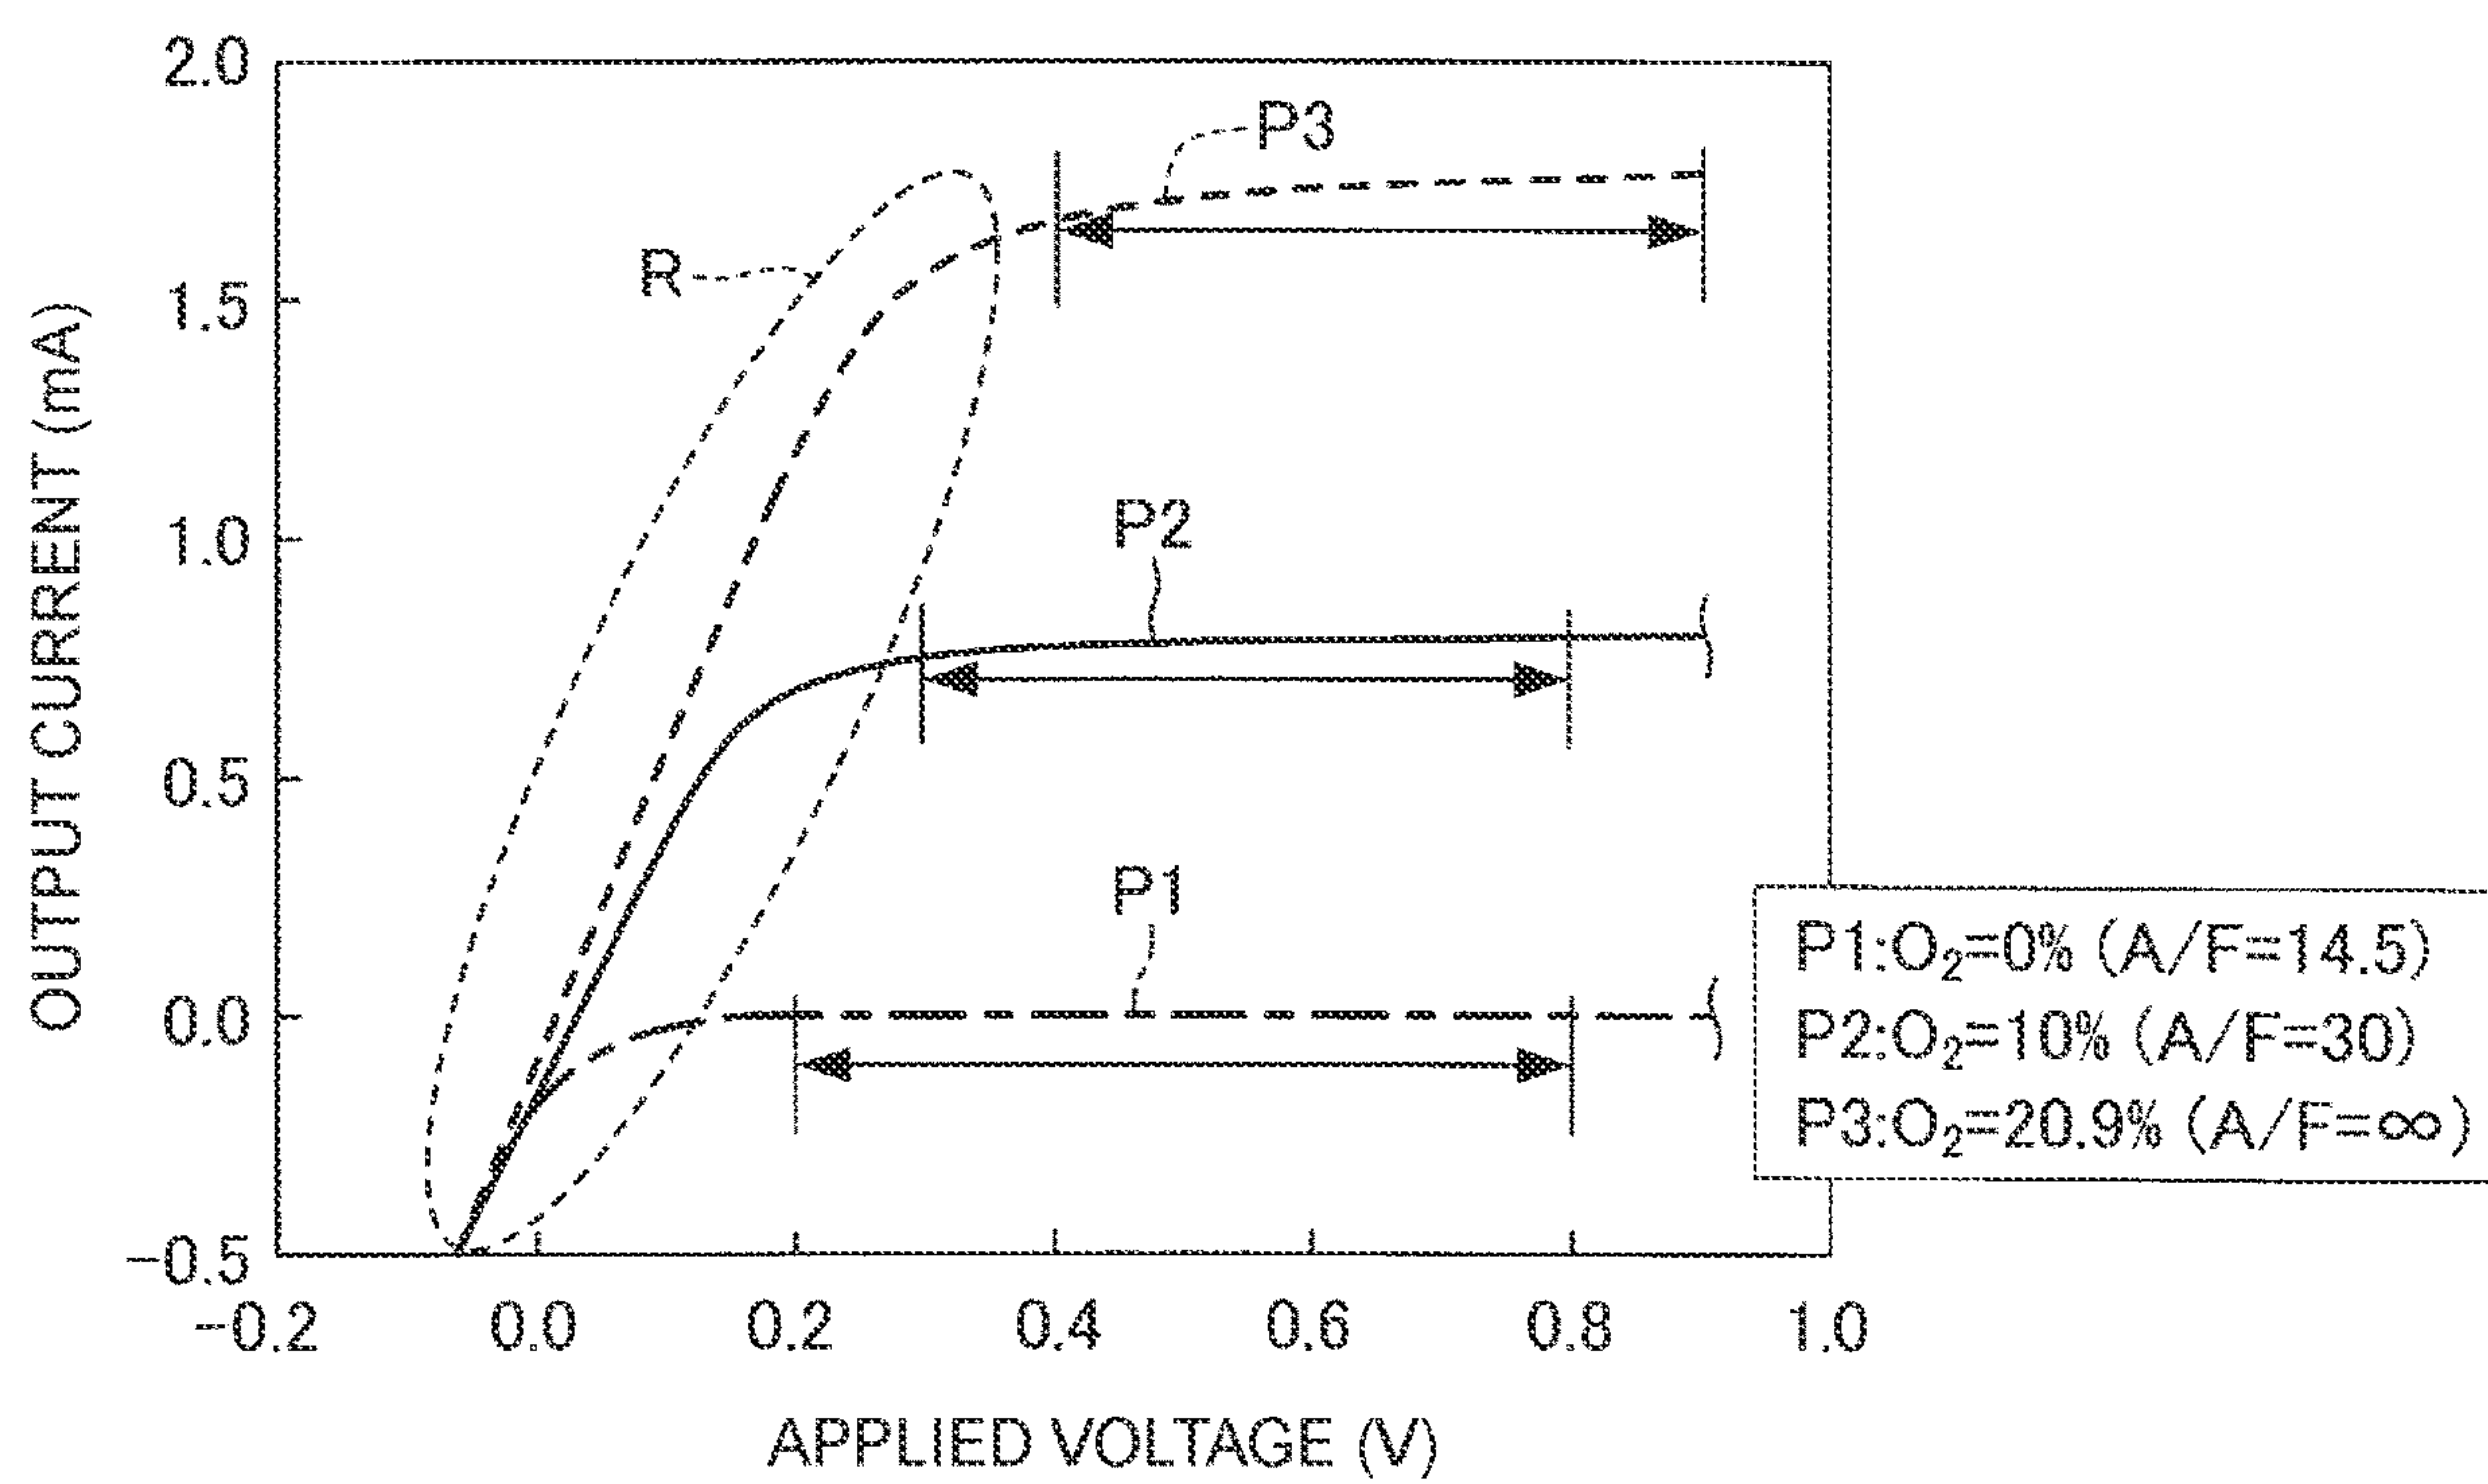 2.0
1.5
1.0
0.5
0.0
−0.5
OUTPUT CURRENT (mA)
R
P3
P2
P1
P1:O₂=0% (A/F=14.5)
P2:O₂=10% (A/F=30)
P3:O₂=20.9% (A/F=∞)
−0.2 0.0 0.2 0.4 0.6 0.8 1.0
APPLIED VOLTAGE (V)